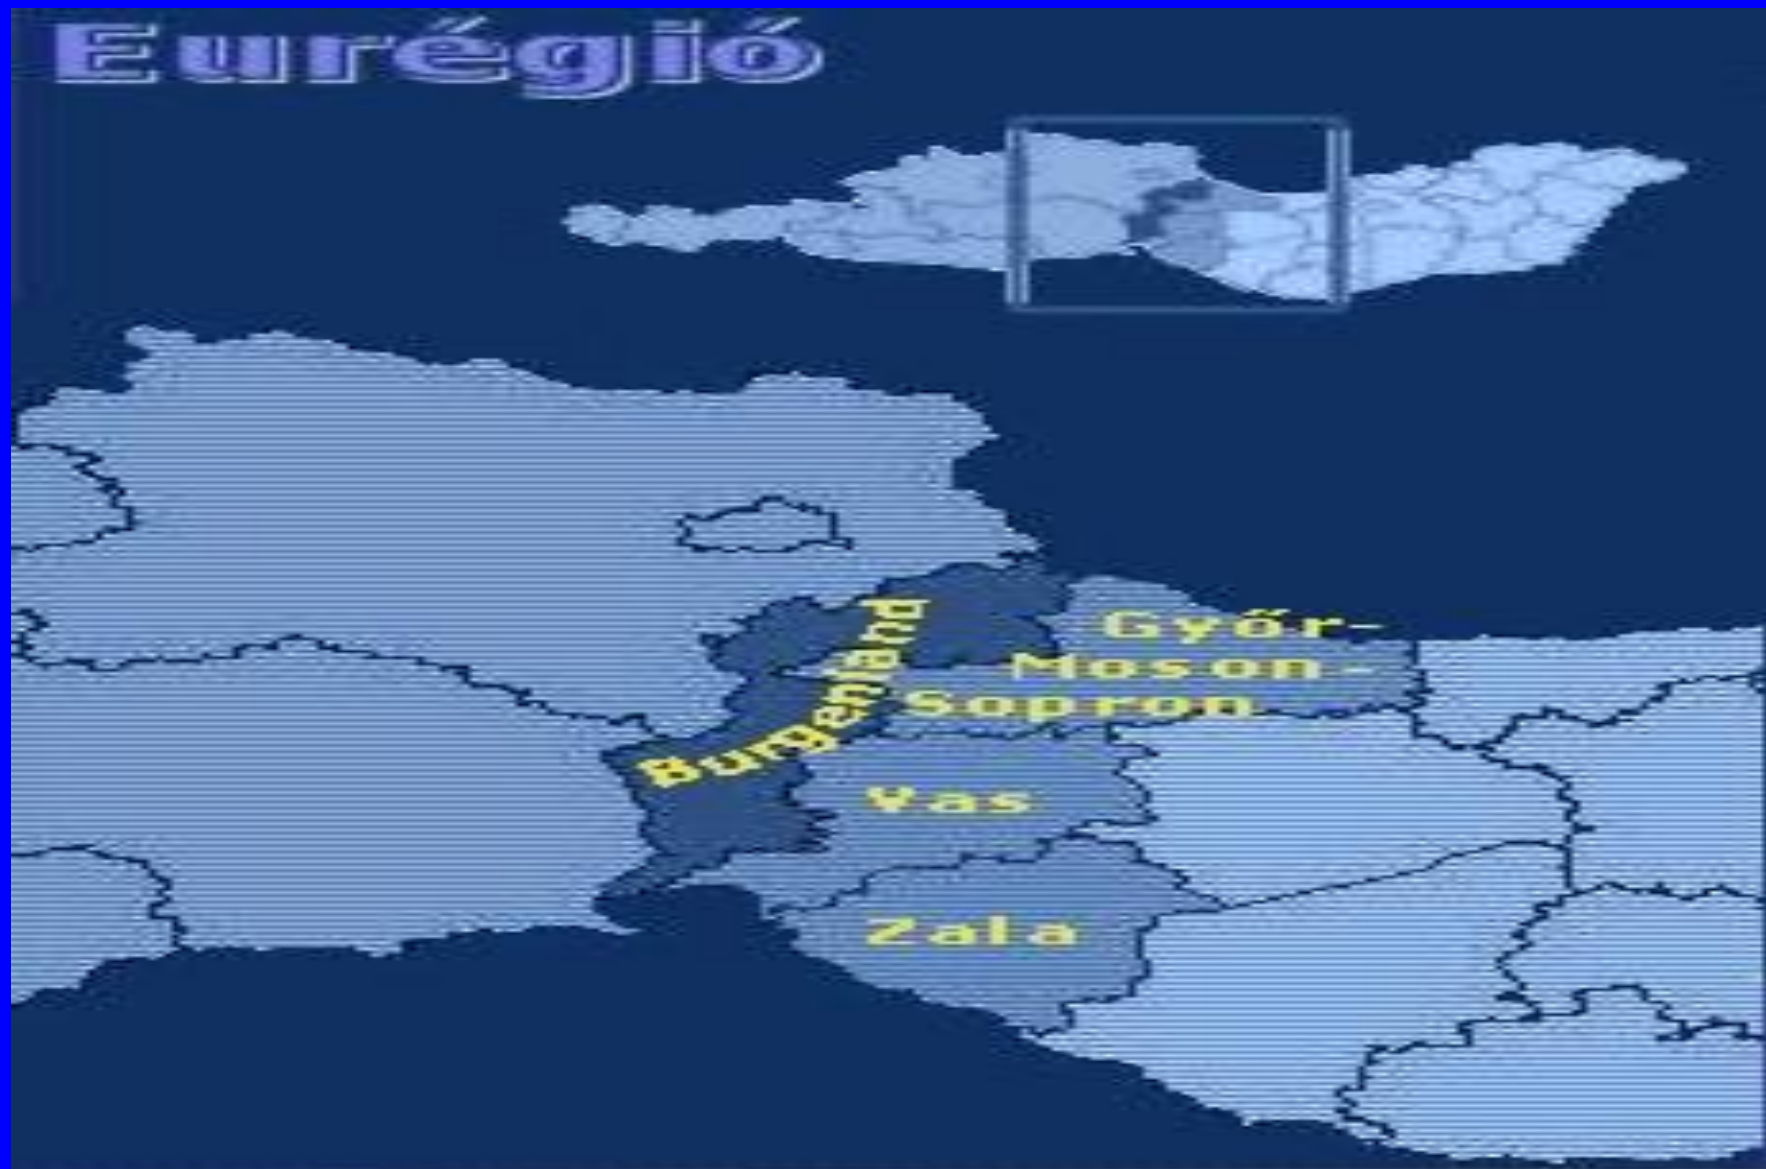 Eurégió
Győr-
Moson-
Sopron
Burgenland
Vas
Zala